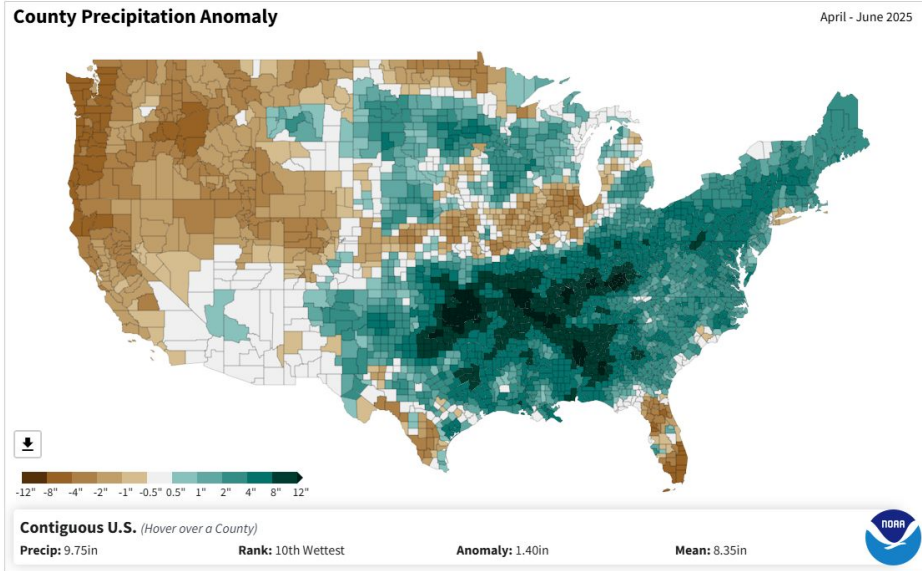 County Precipitation Anomaly
April - June 2025
-12" -8" -4" -2" -1" -0.5" 0.5" 1" 2" 4" 8" 12"
Contiguous U.S. (Hover over a County)
Precip: 9.75in Rank: 10th Wettest Anomaly: 1.40in Mean: 8.35in
NOAA